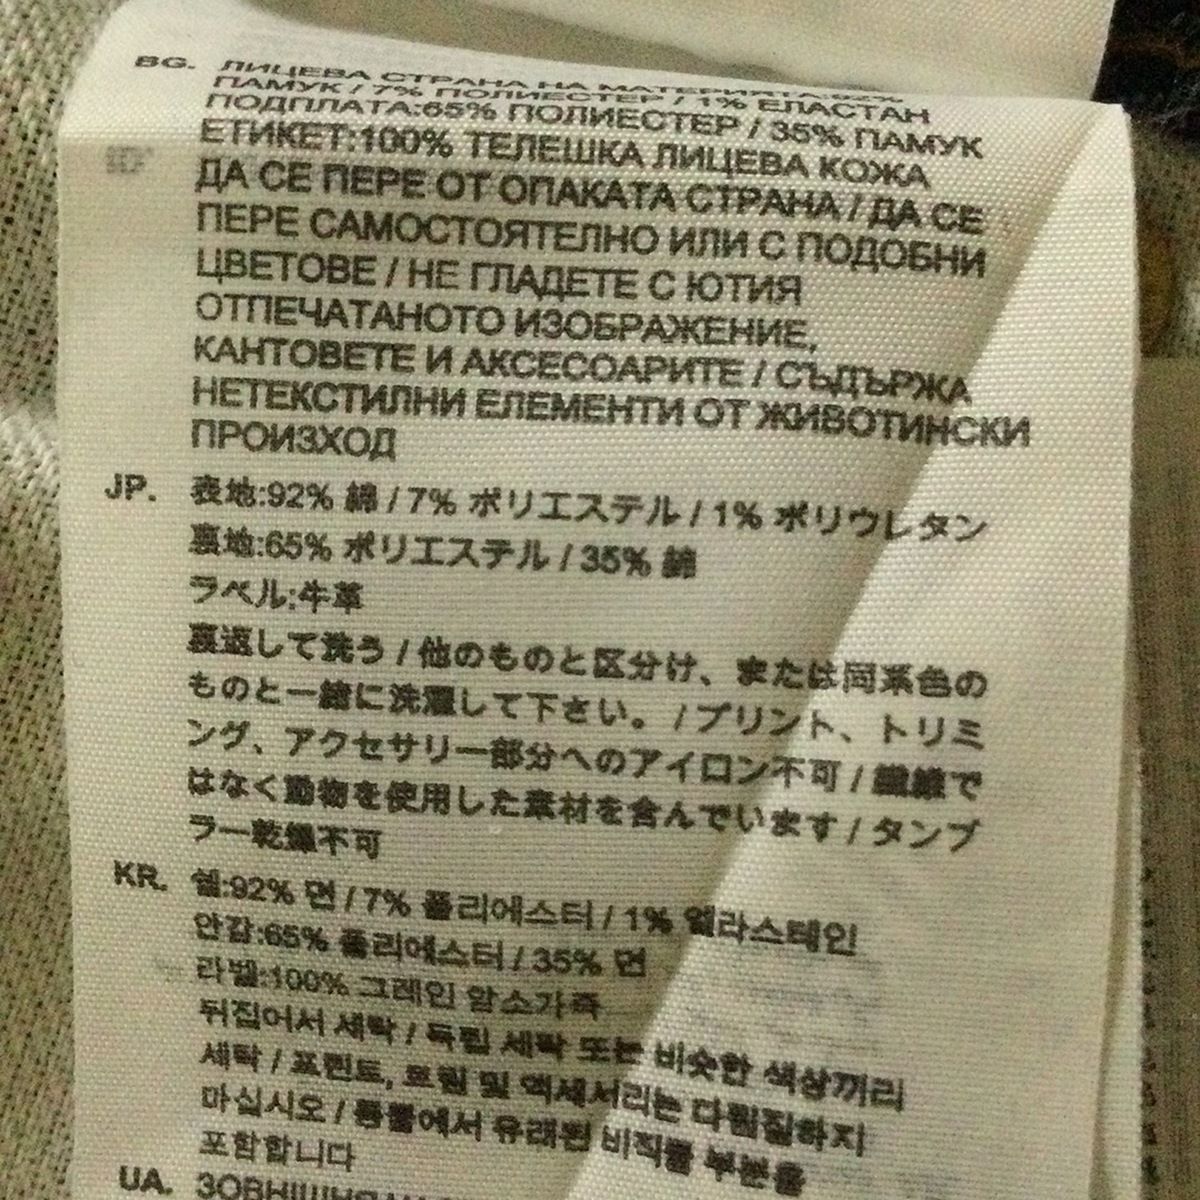 BG. ЛИЦЕВА СТРАНА НА МАТЕРИЯТА:92%
ПАМУК / 7% ПОЛИЕСТЕР / 1% ЕЛАСТАН
ПОДПЛАТА:65% ПОЛИЕСТЕР / 35% ПАМУК
ЕТИКЕТ:100% ТЕЛЕШКА ЛИЦЕВА КОЖА
ДА СЕ ПЕРЕ ОТ ОПАКАТА СТРАНА / ДА СЕ
ПЕРЕ САМОСТОЯТЕЛНО ИЛИ С ПОДОБНИ
ЦВЕТОВЕ / НЕ ГЛАДЕТЕ С ЮТИЯ
ОТПЕЧАТАНОТО ИЗОБРАЖЕНИЕ,
КАНТОВЕТЕ И АКСЕСОАРИТЕ / СЪДЪРЖА
НЕТЕКСТИЛНИ ЕЛЕМЕНТИ ОТ ЖИВОТИНСКИ
ПРОИЗХОД
JP. 表地:92% 綿 / 7% ポリエステル / 1% ポリウレタン
裏地:65% ポリエステル / 35% 綿
ラベル:牛革
裏返して洗う / 他のものと区分け、または同系色の
ものと一緒に洗濯して下さい。 / プリント、トリミ
ング、アクセサリー部分へのアイロン不可 / 繊維で
はなく動物を使用した素材を含んでいます / タンブ
ラー乾燥不可
KR. 쉘:92% 면 / 7% 폴리에스터 / 1% 엘라스테인
안감:65% 폴리에스터 / 35% 면
라벨:100% 그레인 암소가죽
뒤집어서 세탁 / 독립 세탁 또는 비슷한 색상끼리
세탁 / 프린트, 트림 및 액세서리는 다림질하지
마십시오 / 동물에서 유래된 비직물 부분을
포함합니다
UA.